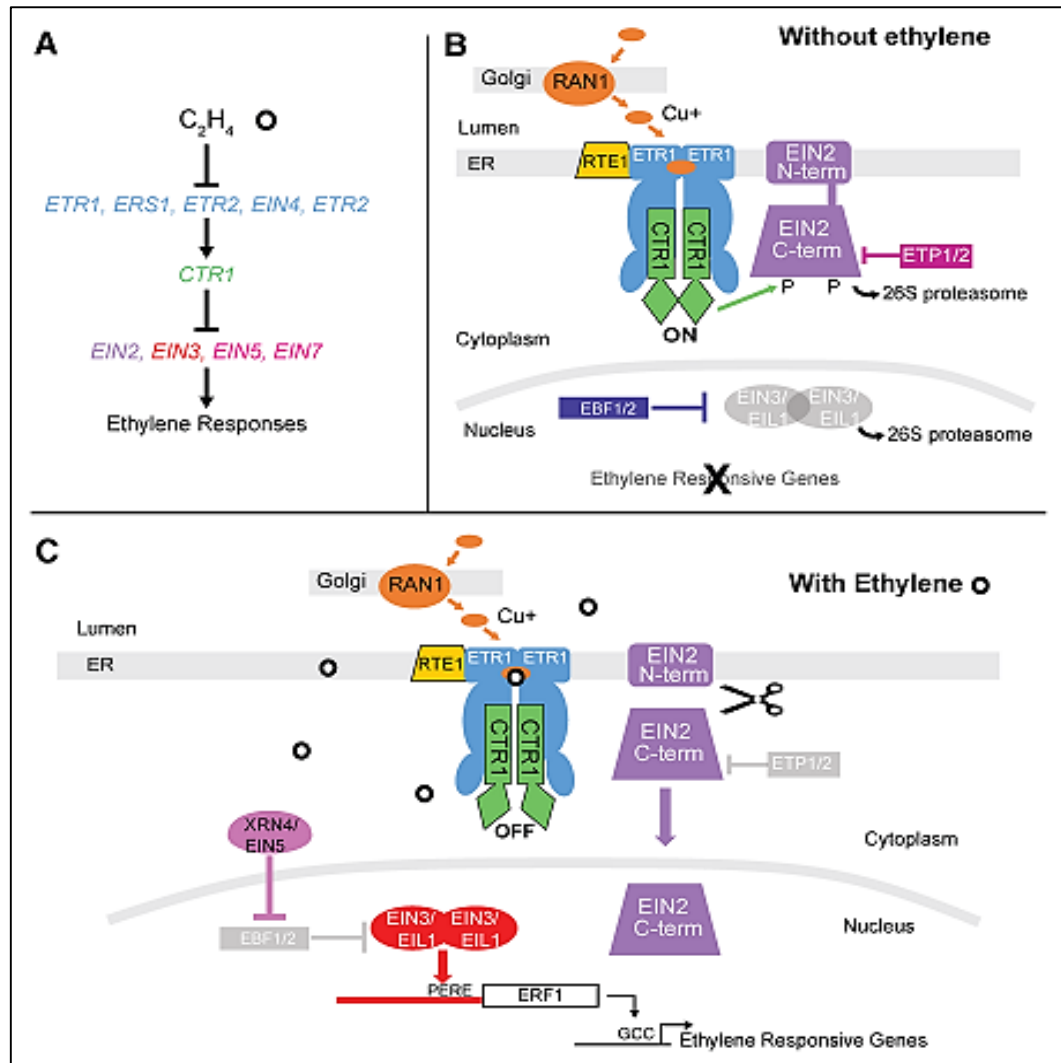 A
C2H4
ETR1, ERS1, ETR2, EIN4, ETR2
CTR1
EIN2, EIN3, EIN5, EIN7
Ethylene Responses
B
Without ethylene
Golgi
RAN1
Cu+
Lumen
ER
RTE1
ETR1
ETR1
EIN2
N-term
CTR1
CTR1
EIN2
C-term
ETP1/2
P
P
26S proteasome
ON
Cytoplasm
EBF1/2
EIN3/
EIL1
EIN3/
EIL1
Nucleus
26S proteasome
Ethylene Responsive Genes
C
With Ethylene
Golgi
RAN1
Cu+
Lumen
ER
RTE1
ETR1
ETR1
EIN2
N-term
CTR1
CTR1
EIN2
C-term
ETP1/2
OFF
XRN4/
EIN5
Cytoplasm
EBF1/2
EIN3/
EIL1
EIN3/
EIL1
EIN2
C-term
Nucleus
PERE
ERF1
GCC
Ethylene Responsive Genes